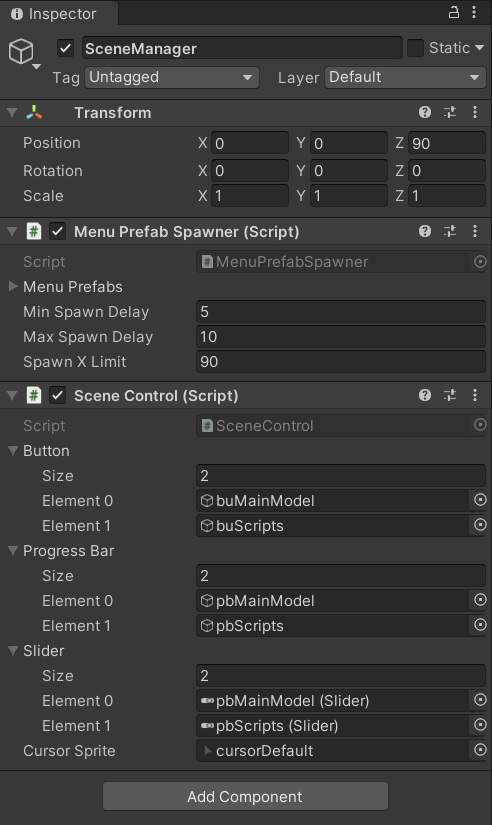 Inspector
SceneManager Static
Tag Untagged Layer Default
Transform
Position X 0 Y 0 Z 90
Rotation X 0 Y 0 Z 0
Scale X 1 Y 1 Z 1
# Menu Prefab Spawner (Script)
Script # MenuPrefabSpawner
Menu Prefabs
Min Spawn Delay 5
Max Spawn Delay 10
Spawn X Limit 90
# Scene Control (Script)
Script # SceneControl
Button
Size 2
Element 0 buMainModel
Element 1 buScripts
Progress Bar
Size 2
Element 0 pbMainModel
Element 1 pbScripts
Slider
Size 2
Element 0 pbMainModel (Slider)
Element 1 pbScripts (Slider)
Cursor Sprite cursorDefault
Add Component